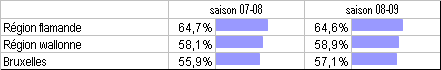 saison 07-08 saison 08-09
Région flamande 64,7% 64,6%
Région wallonne 58,1% 58,9%
Bruxelles 55,9% 57,1%